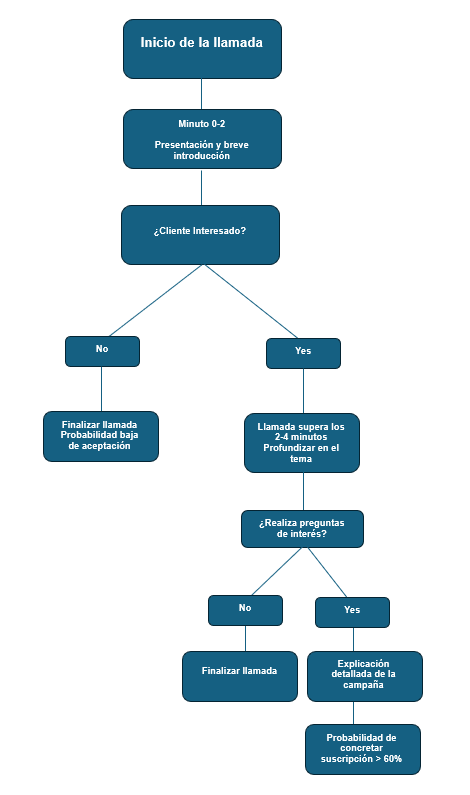 Inicio de la llamada
Minuto 0-2
Presentación y breve
introducción
¿Cliente Interesado?
No
Yes
Finalizar llamada
Probabilidad baja
de aceptación
Llamada supera los
2-4 minutos
Profundizar en el
tema
¿Realiza preguntas
de interés?
No
Yes
Finalizar llamada
Explicación
detallada de la
campaña
Probabilidad de
concretar
suscripción > 60%